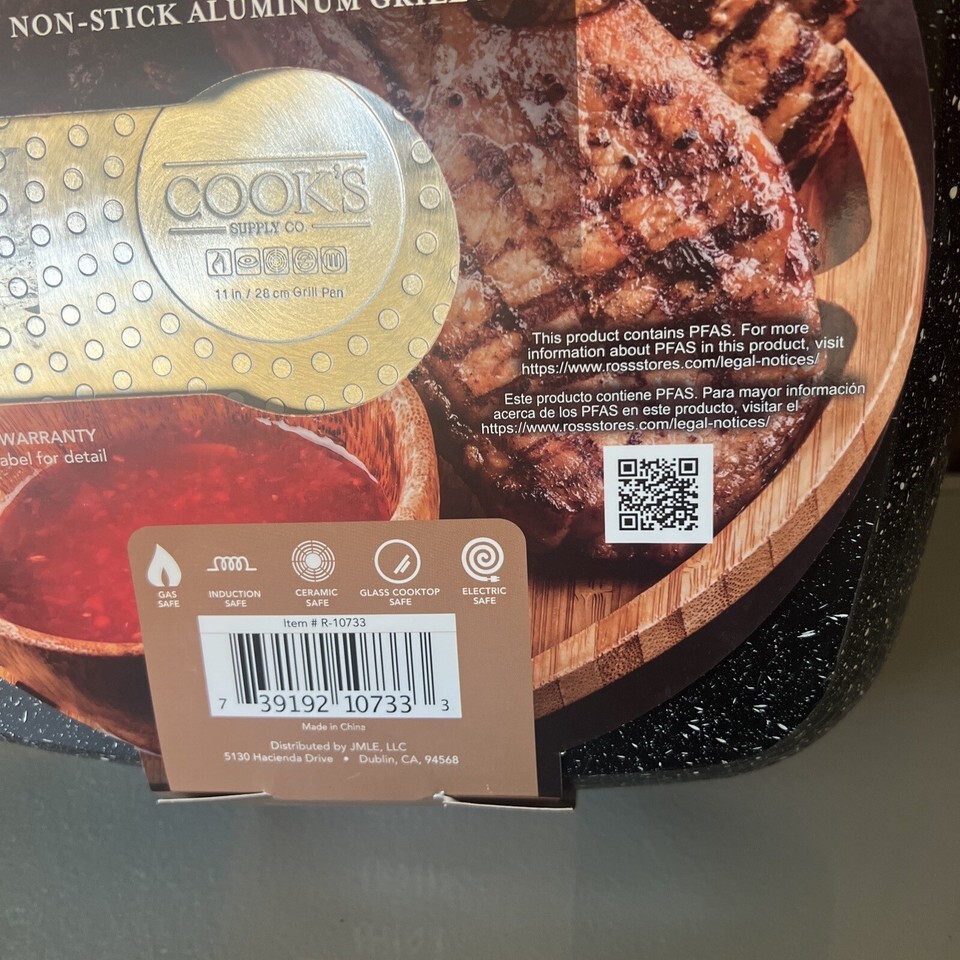 NON-STICK ALUMINUM GRILL
COOK'S
SUPPLY CO.
11 in / 28 cm Grill Pan
This product contains PFAS. For more
information about PFAS in this product, visit
https://www.rossstores.com/legal-notices/
Este producto contiene PFAS. Para mayor información
acerca de los PFAS en este producto, visitar el
https://www.rossstores.com/legal-notices/
WARRANTY
label for detail
GAS
SAFE
INDUCTION
SAFE
CERAMIC
SAFE
GLASS COOKTOP
SAFE
ELECTRIC
SAFE
Item # R-10733
7 39192 10733 3
Made in China
Distributed by JMLE, LLC
5130 Hacienda Drive • Dublin, CA, 94568